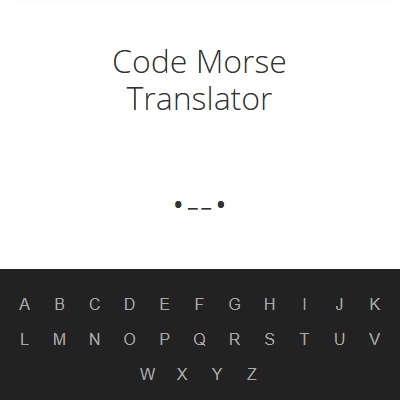 Code Morse
Translator
•--•
A B C D E F G H I J K
L M N O P Q R S T U V
W X Y Z